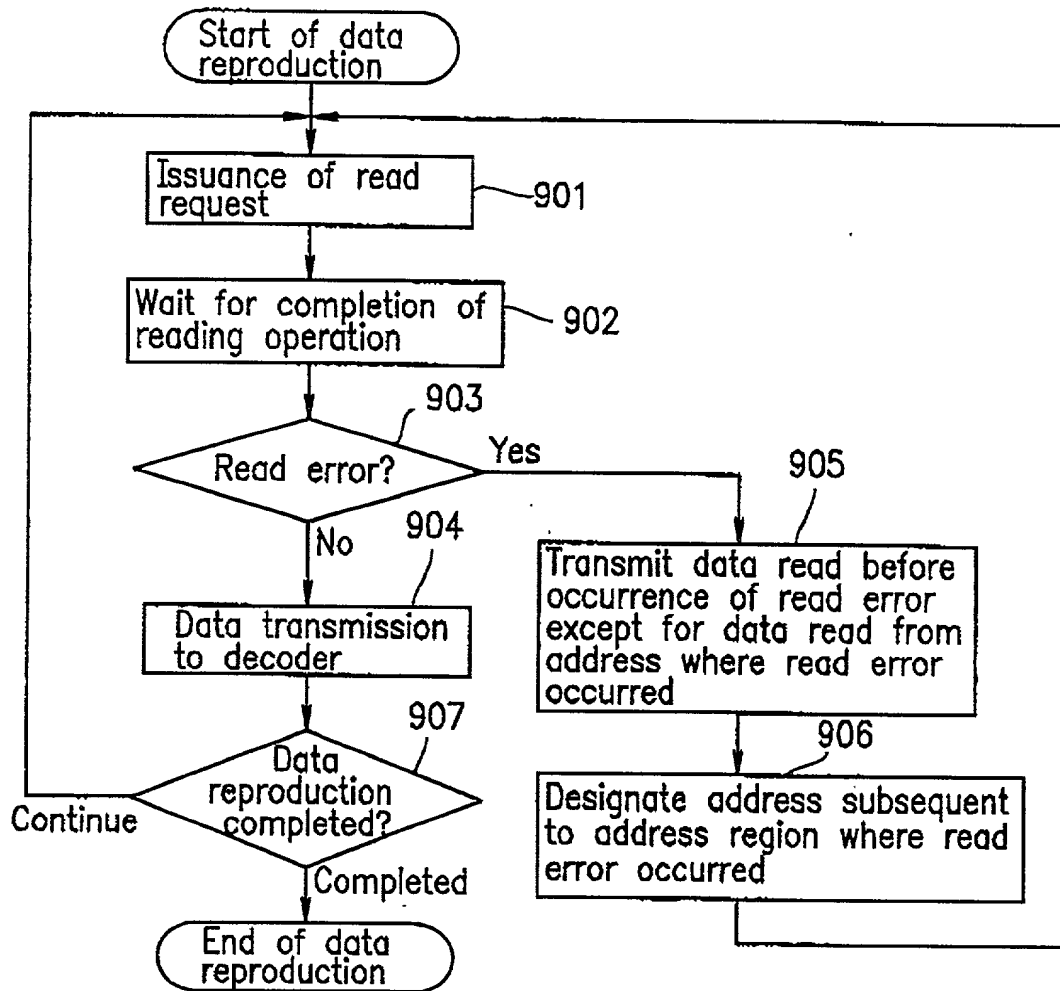 Start of data
reproduction
Issuance of read
request
901
Wait for completion of
reading operation
902
903
Read error?
Yes
No
904
Data transmission
to decoder
905
Transmit data read before
occurrence of read error
except for data read from
address where read error
occurred
906
Designate address subsequent
to address region where read
error occurred
907
Data
reproduction
completed?
Continue
Completed
End of data
reproduction